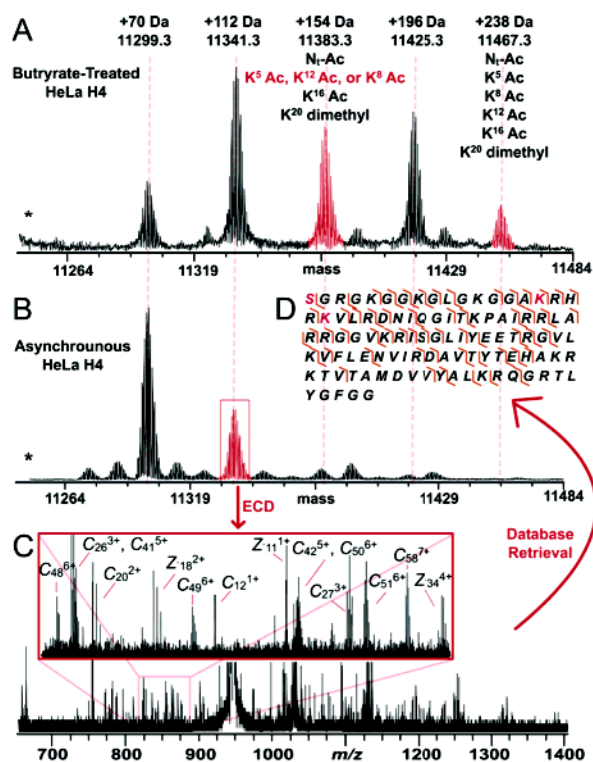 A
+70 Da +112 Da +154 Da +196 Da +238 Da
11299.3 11341.3 11383.3 11425.3 11467.3
Butryrate-Treated
HeLa H4
Nt-Ac
K5 Ac, K12 Ac, or K8 Ac
K16 Ac
K20 dimethyl
Nt-Ac
K5 Ac
K8 Ac
K12 Ac
K16 Ac
K20 dimethyl
*
11264 11319 mass 11429 11484
B
Asynchrounous
HeLa H4
D
S G R G K G G K G L G K G G A K R H
R K V L R D N I Q G I T K P A I R R L A
R R G G V K R I S G L I Y E E T R G V L
K V F L E N V I R D A V T Y T E H A K R
K T V T A M D V V Y A L K R Q G R T L
Y G F G G
*
11264 11319 mass 11429 11484
ECD
Database
Retrieval
C
C48 6+
C26 3+, C41 5+
C20 2+
Z·18 2+
C49 6+
C12 1+
Z·11 1+
C42 5+, C50 6+
C27 3+
C51 6+
C58 7+
Z34 4+
700 800 900 1000 m/z 1200 1300 1400